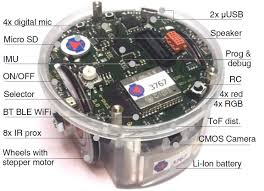 4x digital mic
Micro SD
IMU
ON/OFF
Selector
BT BLE WiFi
8x IR prox
Wheels with
stepper motor
2x µUSB
Speaker
Prog &
debug
RC
4x red
4x RGB
ToF dist.
CMOS Camera
Li-Ion battery
3767